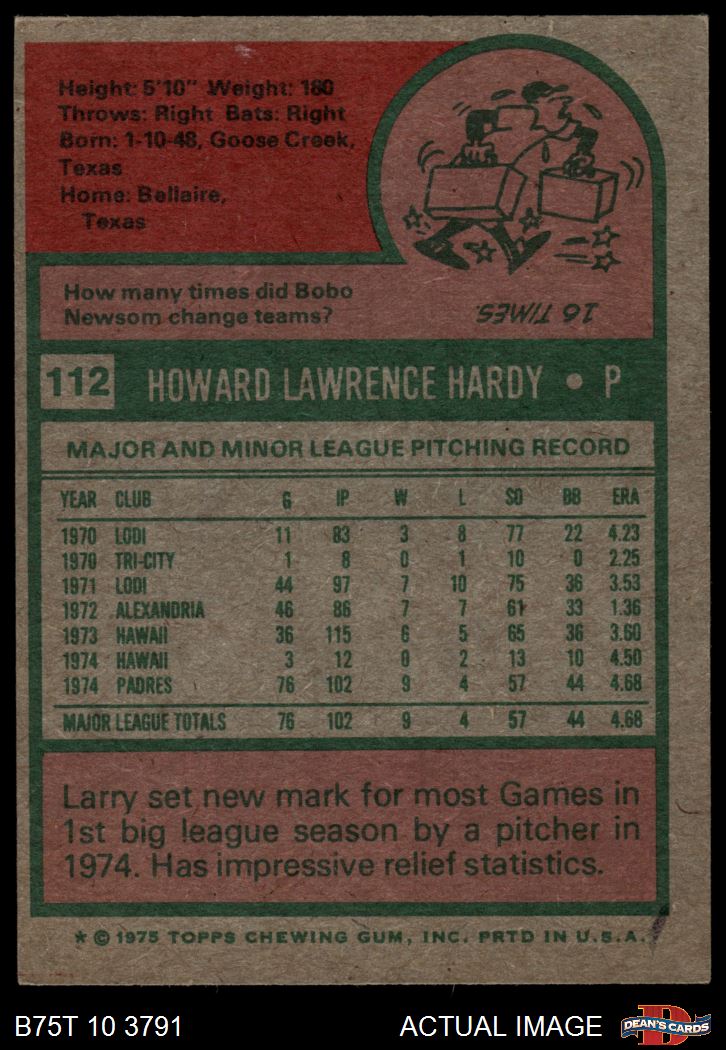 Height: 5'10" Weight: 180
Throws: Right Bats: Right
Born: 1-10-48, Goose Creek,
Texas
Home: Bellaire,
Texas
How many times did Bobo
Newsom change teams?
16 TIMES.
112 HOWARD LAWRENCE HARDY • P
MAJOR AND MINOR LEAGUE PITCHING RECORD
YEAR CLUB G IP W L SO BB ERA
1970 LODI 11 83 3 8 77 22 4.23
1970 TRI-CITY 1 8 0 1 10 0 2.25
1971 LODI 44 97 7 10 75 36 3.53
1972 ALEXANDRIA 46 86 7 7 61 33 1.36
1973 HAWAII 36 115 6 5 65 36 3.60
1974 HAWAII 3 12 0 2 13 10 4.50
1974 PADRES 76 102 9 4 57 44 4.68
MAJOR LEAGUE TOTALS 76 102 9 4 57 44 4.68
Larry set new mark for most Games in
1st big league season by a pitcher in
1974. Has impressive relief statistics.
* © 1975 TOPPS CHEWING GUM, INC. PRTD IN U.S.A.
B75T 10 3791 ACTUAL IMAGE
D
DEAN'S CARDS